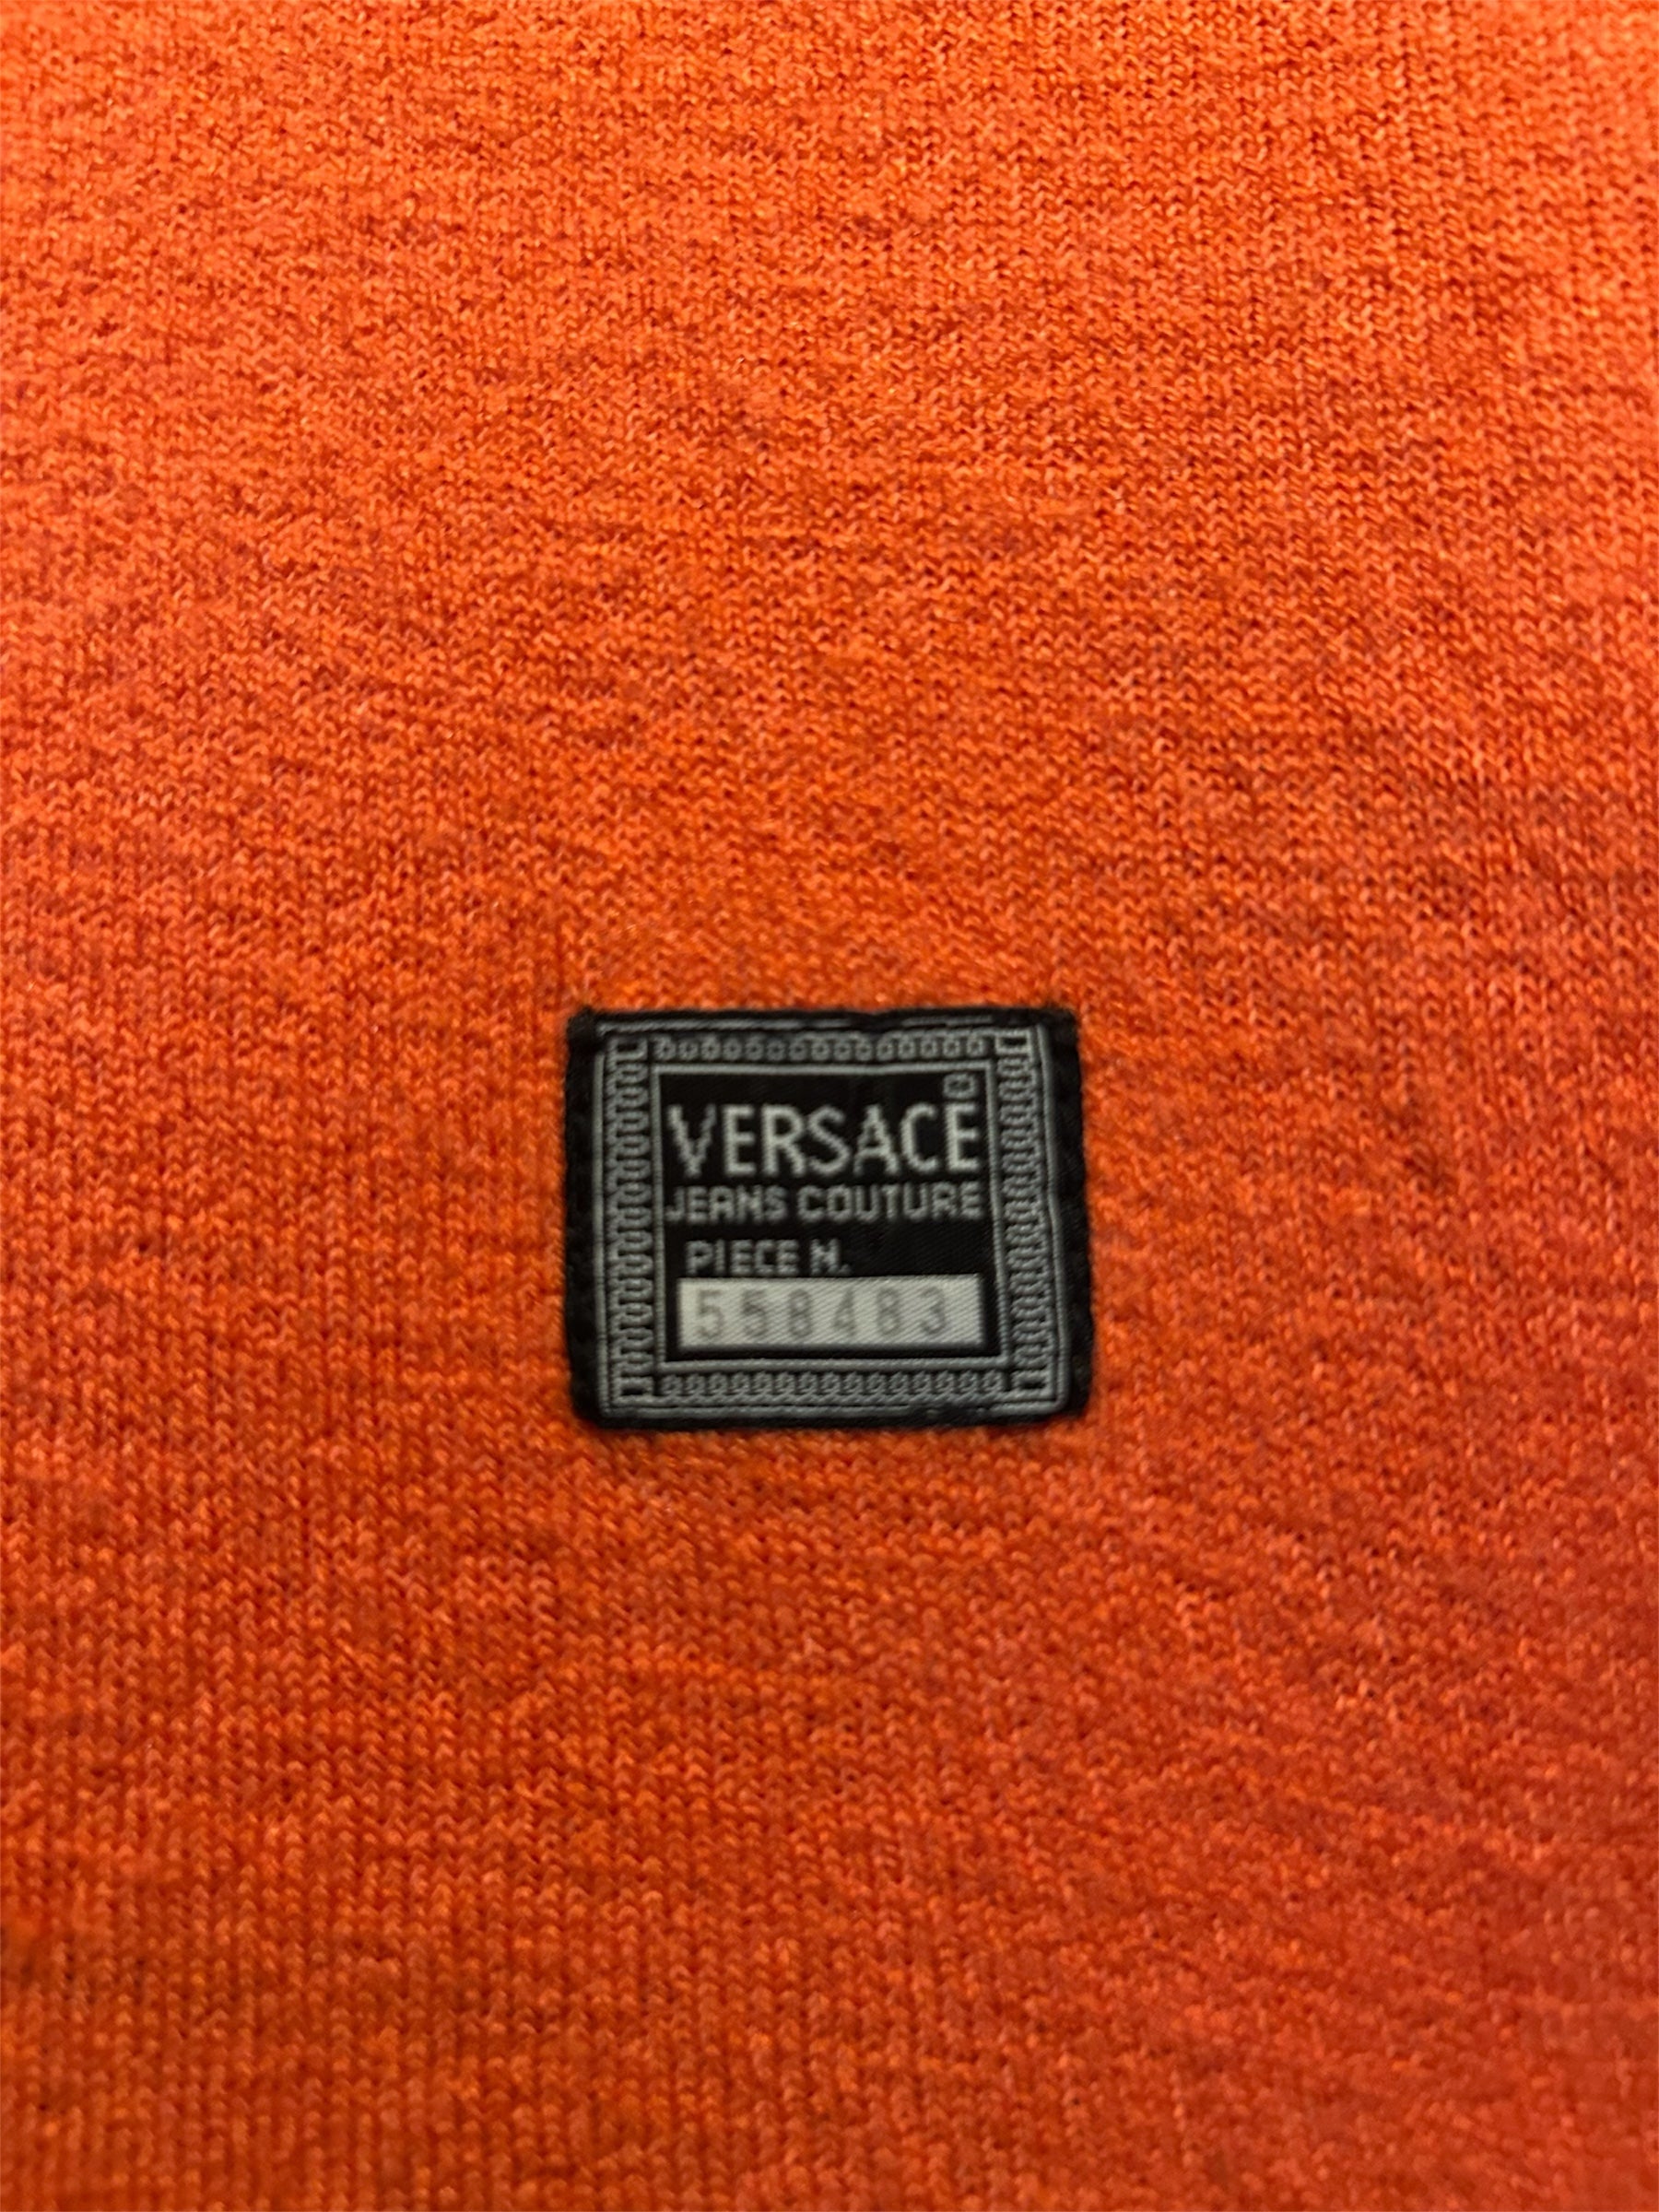 VERSACE
JEANS COUTURE
PIECE N.
558483